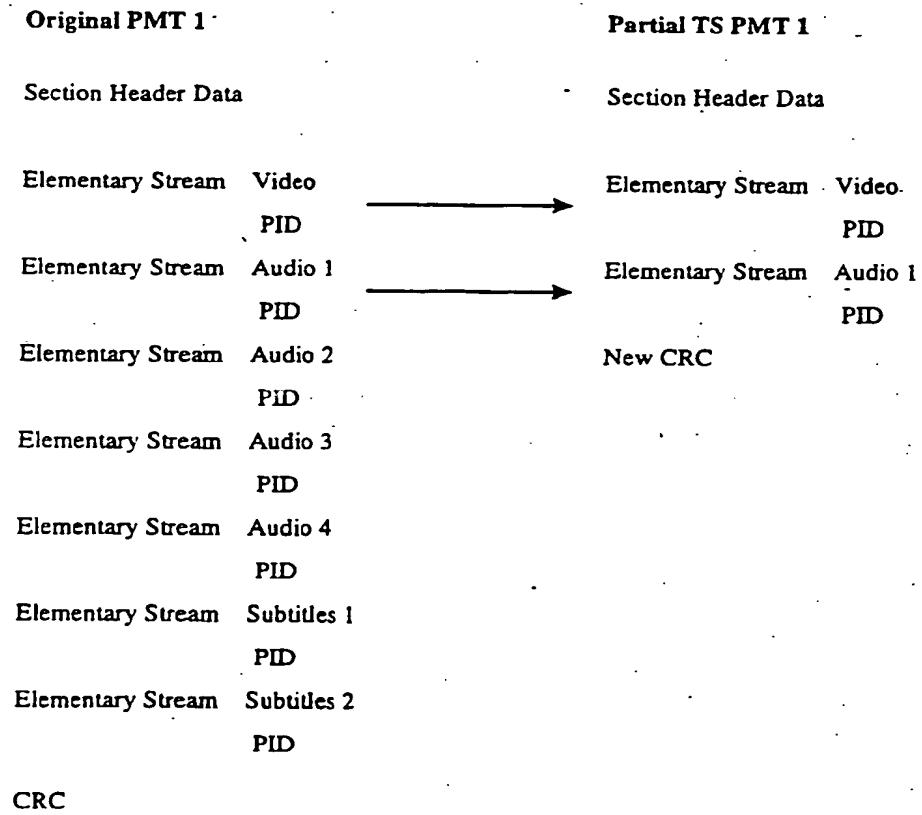 Original PMT 1
Partial TS PMT 1
Section Header Data
Section Header Data
Elementary Stream Video
PID
Elementary Stream Video
PID
Elementary Stream Audio 1
PID
Elementary Stream Audio 1
PID
Elementary Stream Audio 2
PID
New CRC
Elementary Stream Audio 3
PID
Elementary Stream Audio 4
PID
Elementary Stream Subtitles 1
PID
Elementary Stream Subtitles 2
PID
CRC